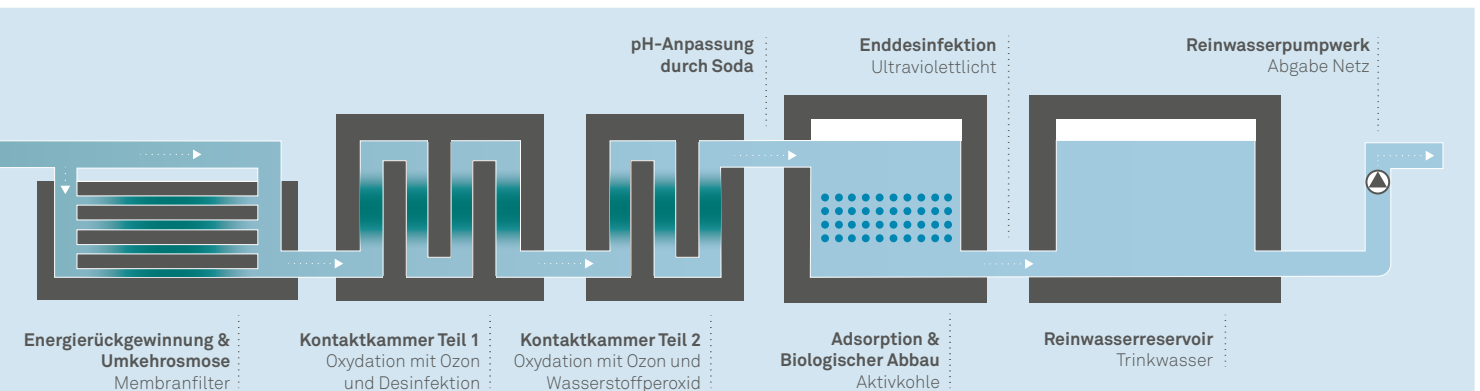 pH-Anpassung
durch Soda
Enddesinfektion
Ultraviolettlicht
Reinwasserpumpwerk
Abgabe Netz
Energierückgewinnung &
Umkehrosmose
Membranfilter
Kontaktkammer Teil 1
Oxydation mit Ozon
und Desinfektion
Kontaktkammer Teil 2
Oxydation mit Ozon und
Wasserstoffperoxid
Adsorption &
Biologischer Abbau
Aktivkohle
Reinwasserreservoir
Trinkwasser